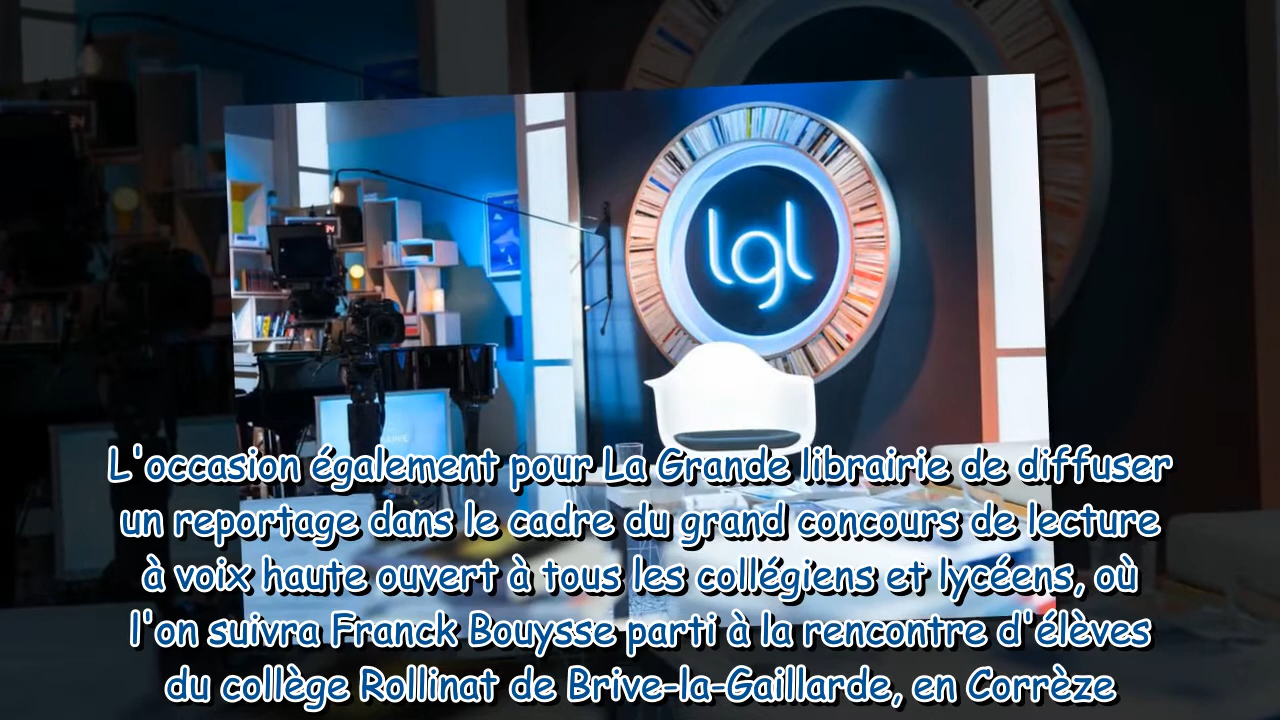 lgl
L'occasion également pour La Grande librairie de diffuser
un reportage dans le cadre du grand concours de lecture
à voix haute ouvert à tous les collégiens et lycéens, où
l'on suivra Franck Bouysse parti à la rencontre d'élèves
du collège Rollinat de Brive-la-Gaillarde, en Corrèze